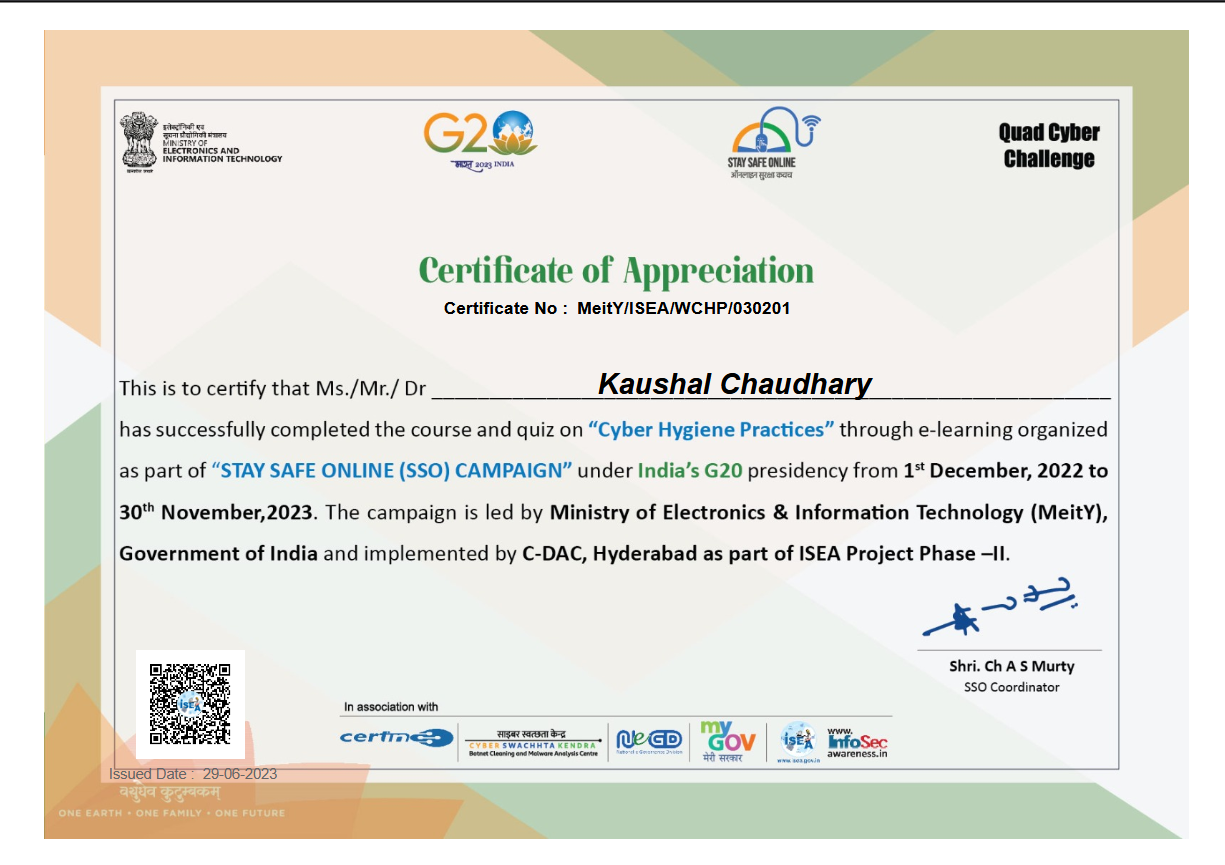 इलेक्ट्रॉनिकी एवं
सूचना प्रौद्योगिकी मंत्रालय
MINISTRY OF
ELECTRONICS AND
INFORMATION TECHNOLOGY
सत्यमेव जयते
G20
भारत 2023 INDIA
STAY SAFE ONLINE
ऑनलाइन सुरक्षा कवच
Quad Cyber
Challenge
Certificate of Appreciation
Certificate No : MeitY/ISEA/WCHP/030201
This is to certify that Ms./Mr./ Dr Kaushal Chaudhary
has successfully completed the course and quiz on “Cyber Hygiene Practices” through e-learning organized
as part of “STAY SAFE ONLINE (SSO) CAMPAIGN” under India’s G20 presidency from 1st December, 2022 to
30th November,2023. The campaign is led by Ministry of Electronics & Information Technology (MeitY),
Government of India and implemented by C-DAC, Hyderabad as part of ISEA Project Phase –II.
Shri. Ch A S Murty
SSO Coordinator
ISEA
In association with
साइबर स्वच्छता केन्द्र
CYBER SWACHHTA KENDRA
Botnet Cleaning and Malware Analysis Centre
NeGD
my
GOV
मेरी सरकार
ISEA
www.
InfoSec
awareness.in
Issued Date : 29-06-2023
वसुधैव कुटुम्बकम्
ONE EARTH • ONE FAMILY • ONE FUTURE